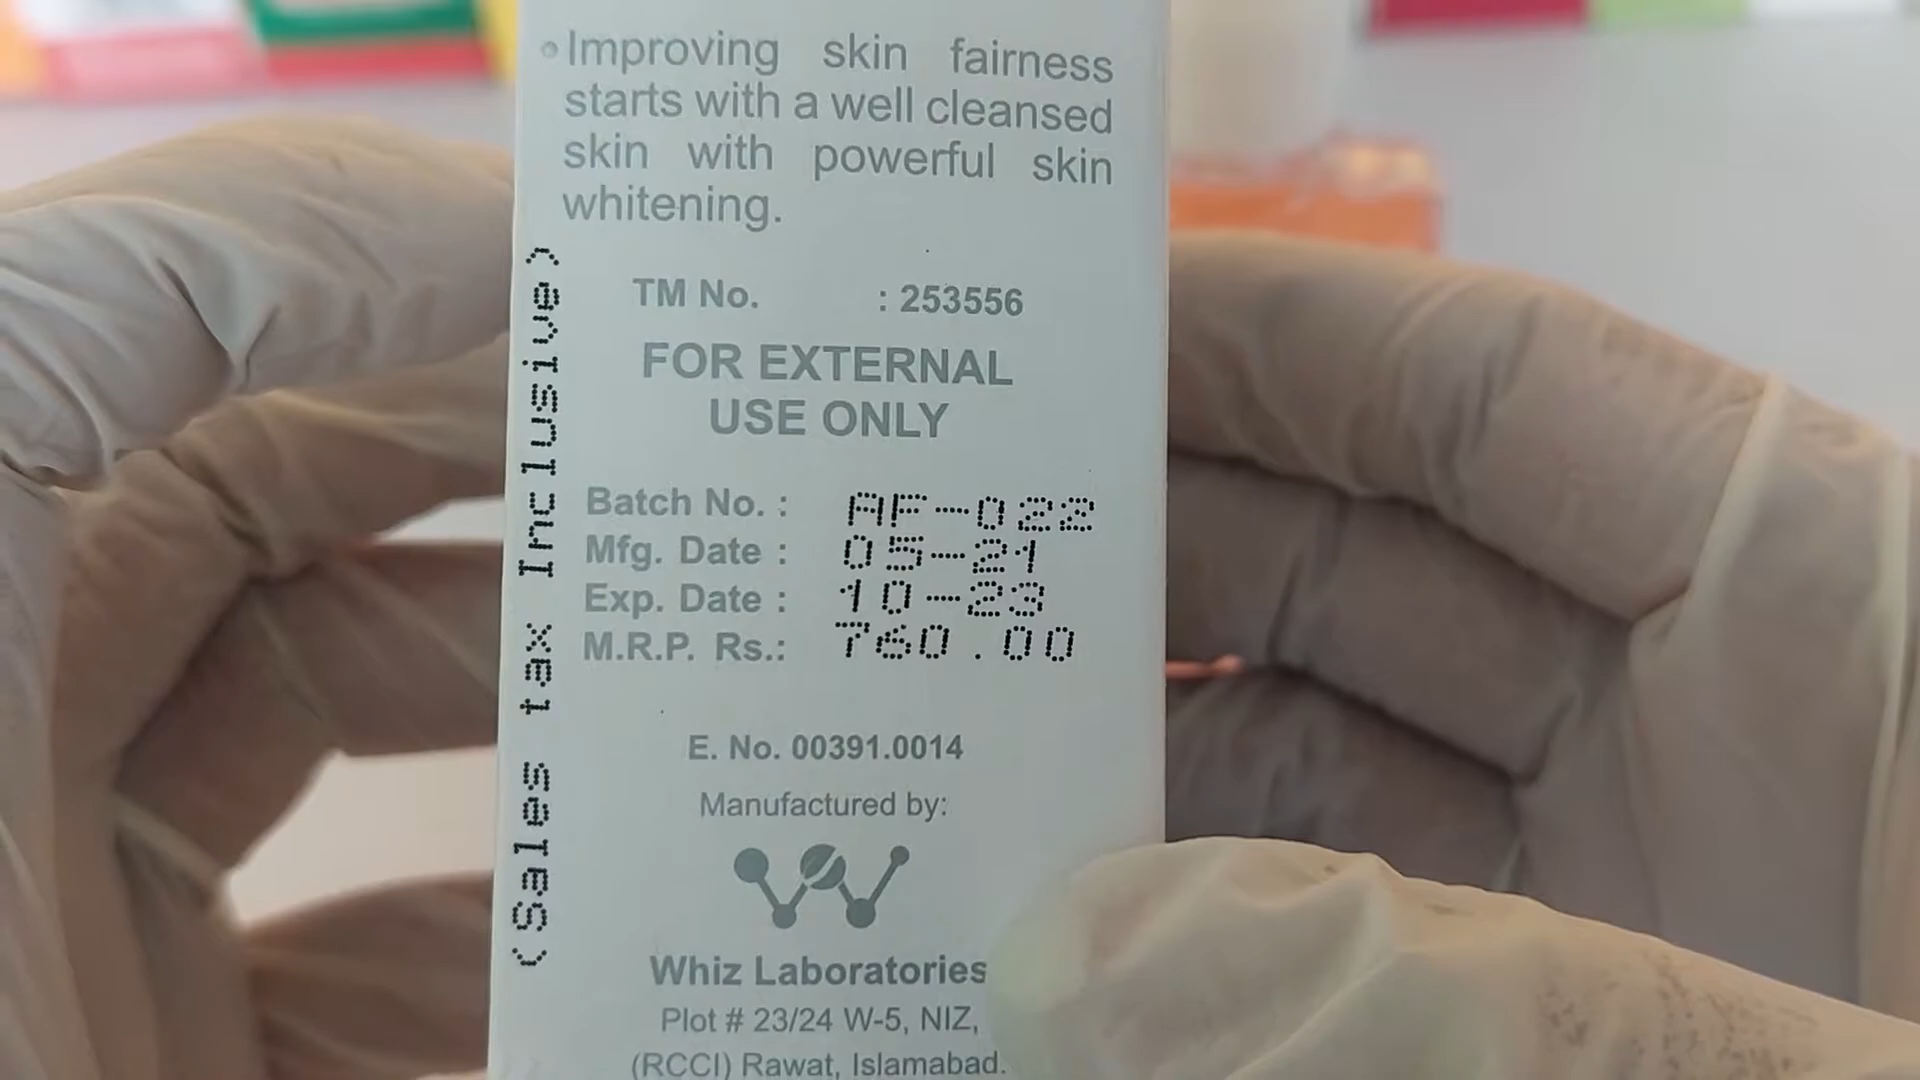 Improving skin fairness
starts with a well cleansed
skin with powerful skin
whitening.
TM No. : 253556
FOR EXTERNAL
USE ONLY
Batch No. : AF-022
Mfg. Date : 05-21
Exp. Date : 10-23
M.R.P. Rs.: 760.00
(Sales tax Inclusive)
E. No. 00391.0014
Manufactured by:
Whiz Laboratories
Plot # 23/24 W-5, NIZ,
(RCCI) Rawat, Islamabad.